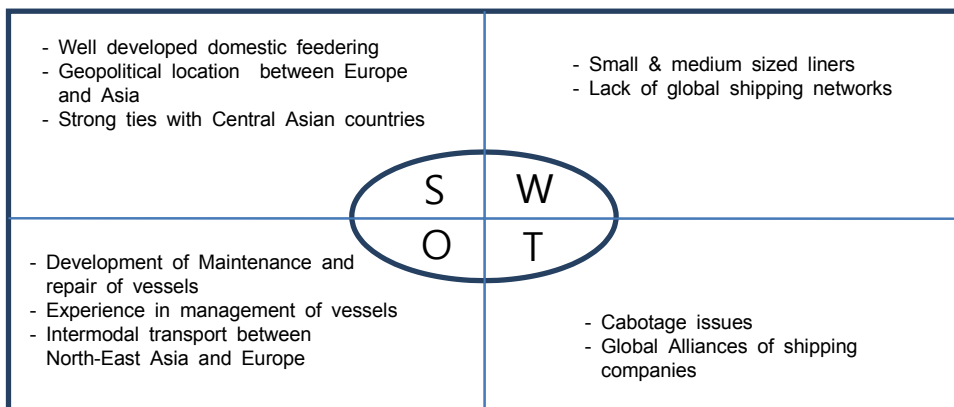 - Well developed domestic feedering
- Geopolitical location between Europe
and Asia
- Strong ties with Central Asian countries
- Small & medium sized liners
- Lack of global shipping networks
S W
O T
- Development of Maintenance and
repair of vessels
- Experience in management of vessels
- Intermodal transport between
North-East Asia and Europe
- Cabotage issues
- Global Alliances of shipping
companies